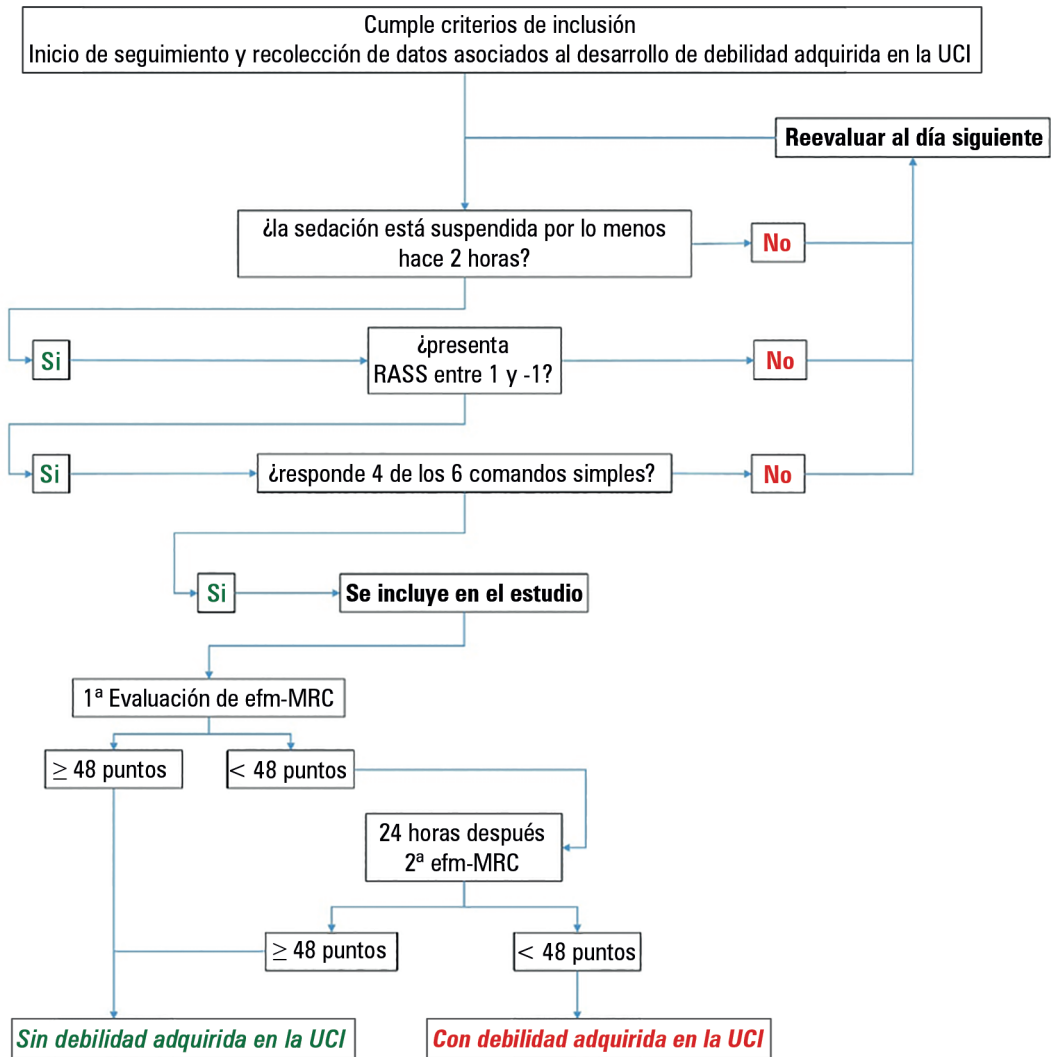 Cumple criterios de inclusión
Inicio de seguimiento y recolección de datos asociados al desarrollo de debilidad adquirida en la UCI
Reevaluar al día siguiente
¿la sedación está suspendida por lo menos
hace 2 horas?
No
Si
¿presenta
RASS entre 1 y -1?
No
Si
¿responde 4 de los 6 comandos simples?
No
Si
Se incluye en el estudio
1ª Evaluación de efm-MRC
≥ 48 puntos
< 48 puntos
24 horas después
2ª efm-MRC
≥ 48 puntos
< 48 puntos
Sin debilidad adquirida en la UCI
Con debilidad adquirida en la UCI